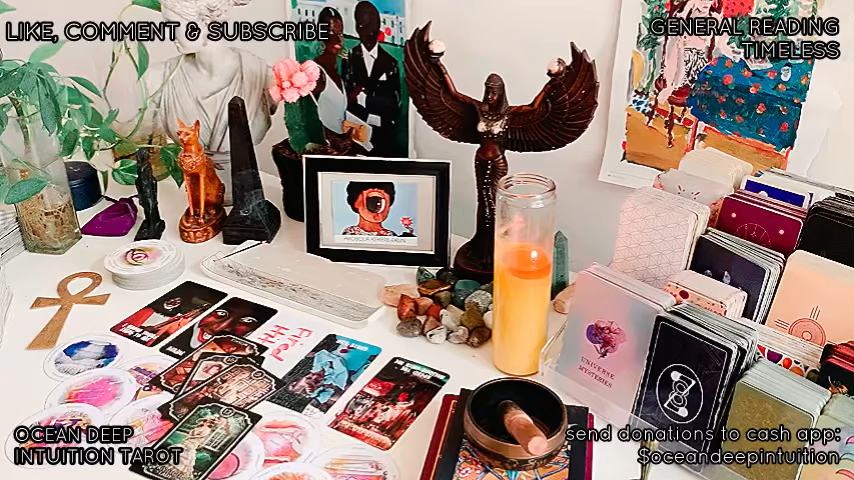 LIKE, COMMENT & SUBSCRIBE
GENERAL READING
TIMELESS
UNIVERSE
MYSTERIES
OCEAN DEEP
INTUITION TAROT
send donations to cash app:
$oceandeepintuition